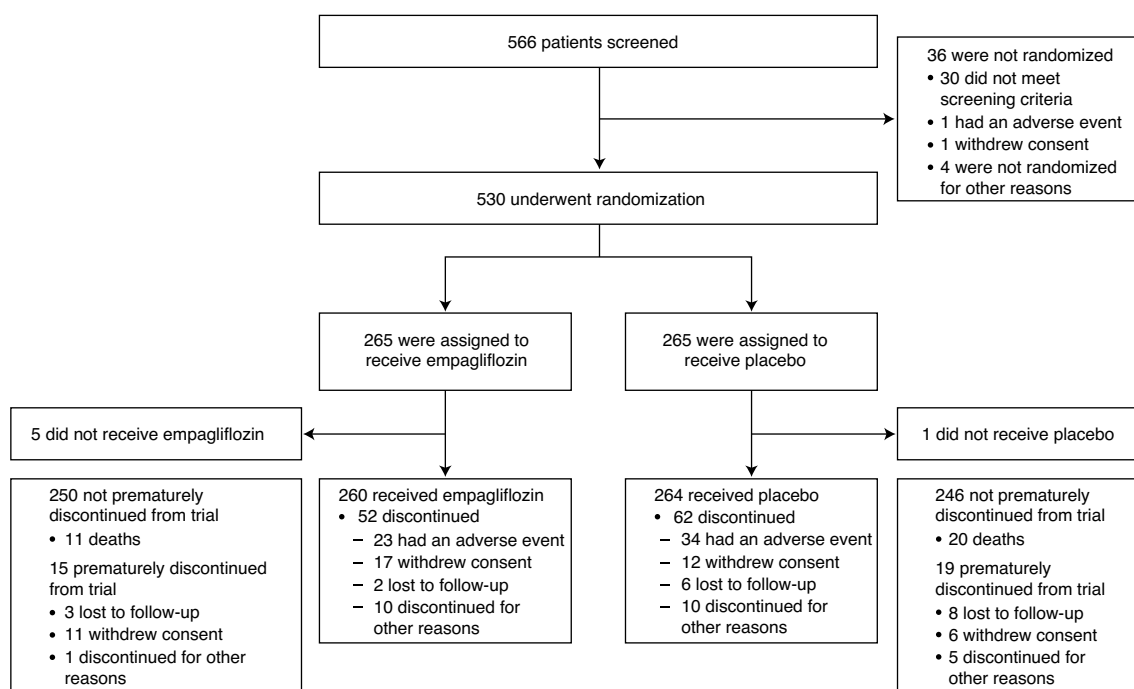 566 patients screened
36 were not randomized
• 30 did not meet
screening criteria
• 1 had an adverse event
• 1 withdrew consent
• 4 were not randomized
for other reasons
530 underwent randomization
265 were assigned to
receive empagliflozin
265 were assigned to
receive placebo
5 did not receive empagliflozin
1 did not receive placebo
250 not prematurely
discontinued from trial
• 11 deaths
15 prematurely discontinued
from trial
• 3 lost to follow-up
• 11 withdrew consent
• 1 discontinued for other
reasons
260 received empagliflozin
• 52 discontinued
– 23 had an adverse event
– 17 withdrew consent
– 2 lost to follow-up
– 10 discontinued for
other reasons
264 received placebo
• 62 discontinued
– 34 had an adverse event
– 12 withdrew consent
– 6 lost to follow-up
– 10 discontinued for
other reasons
246 not prematurely
discontinued from trial
• 20 deaths
19 prematurely
discontinued from trial
• 8 lost to follow-up
• 6 withdrew consent
• 5 discontinued for
other reasons